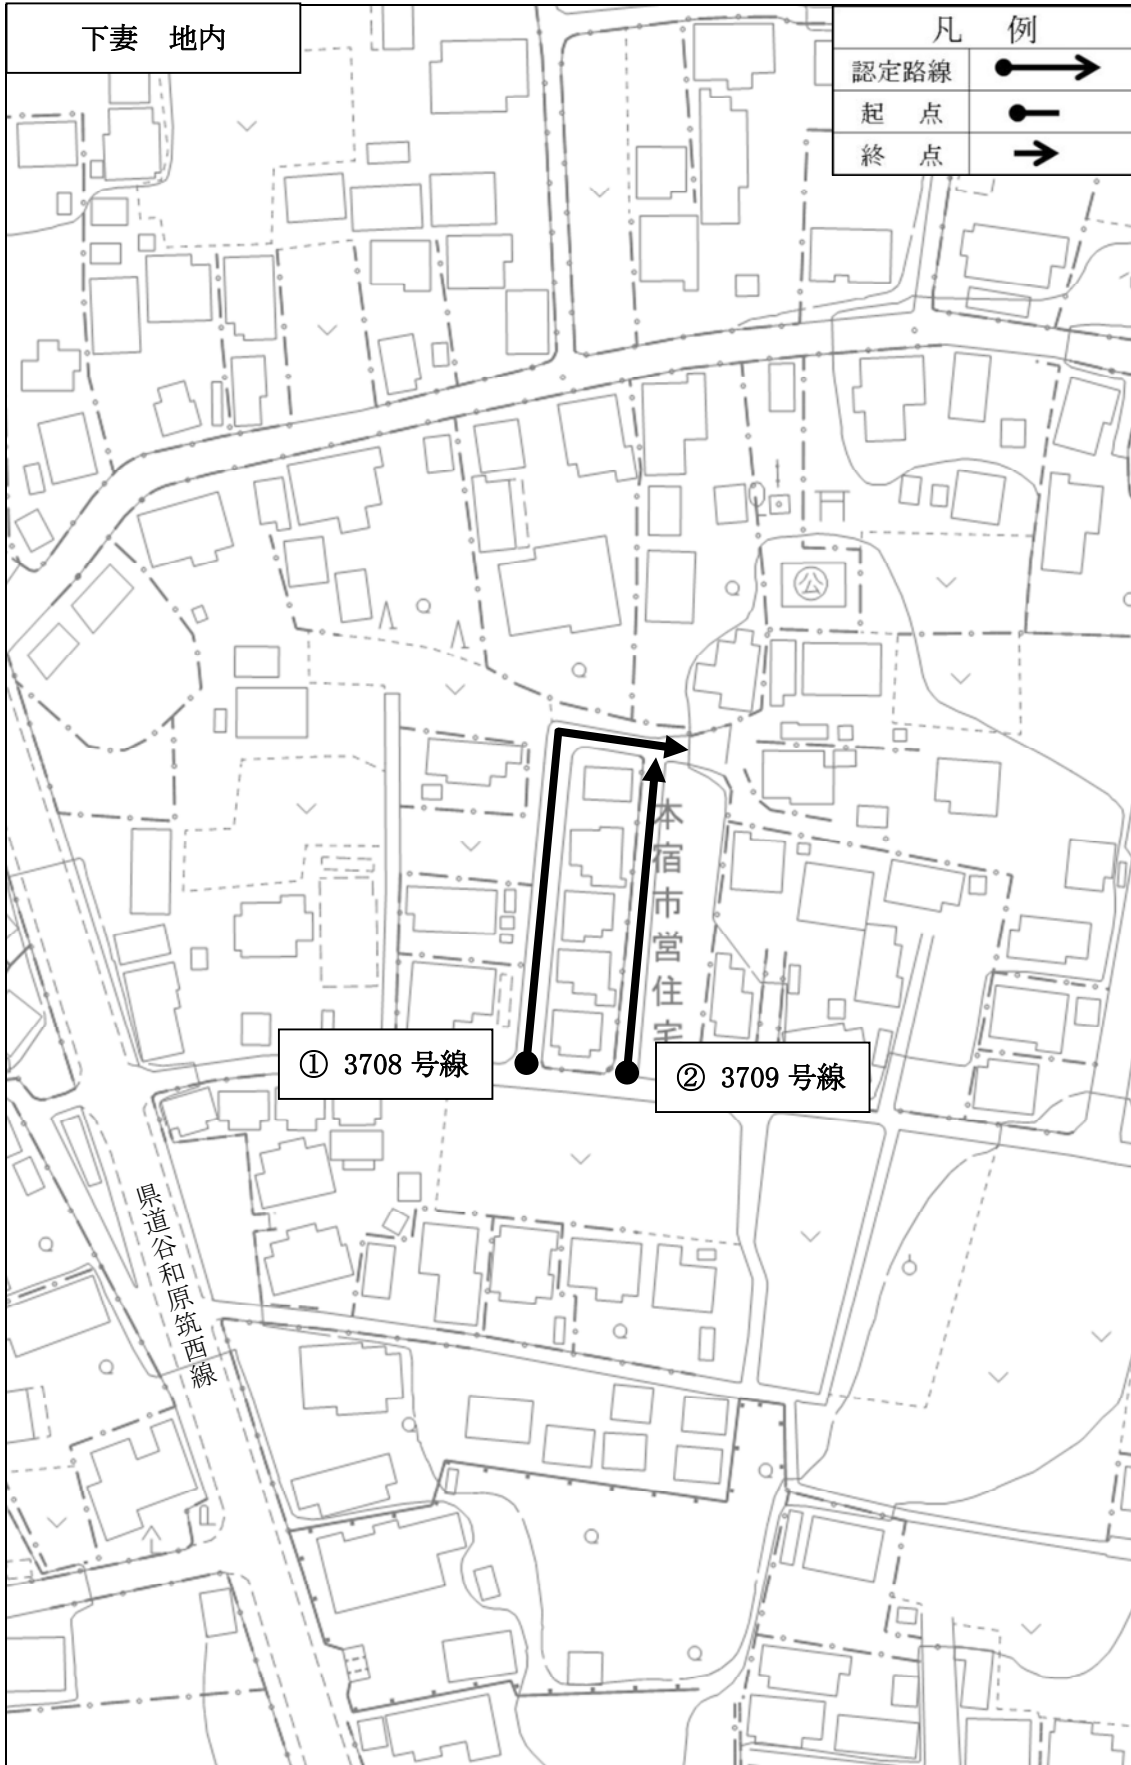 下妻　地内
凡　例
認定路線
起　点
終　点
公
本宿市営住宅
① 3708 号線
② 3709 号線
県道谷和原筑西線